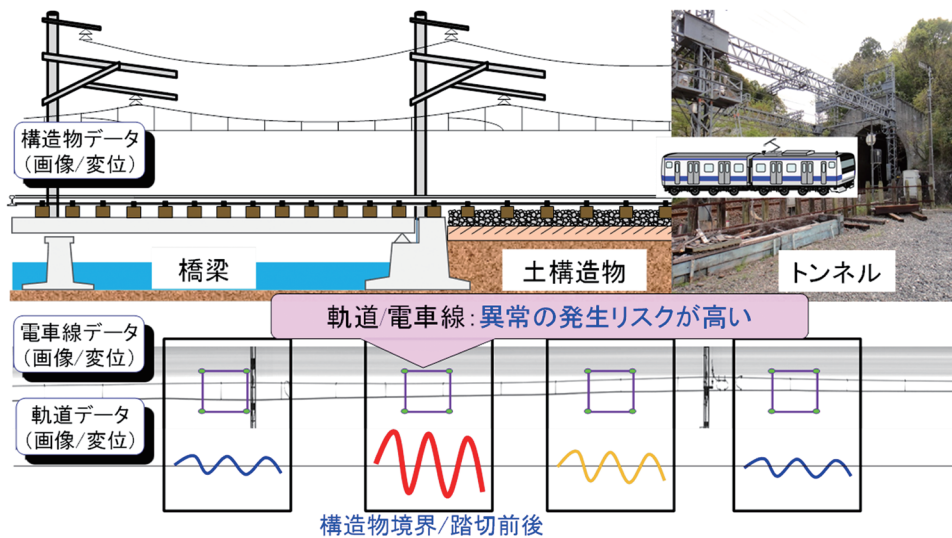 構造物データ
(画像/変位)
橋梁
土構造物
トンネル
軌道/電車線:異常の発生リスクが高い
電車線データ
(画像/変位)
軌道データ
(画像/変位)
構造物境界/踏切前後